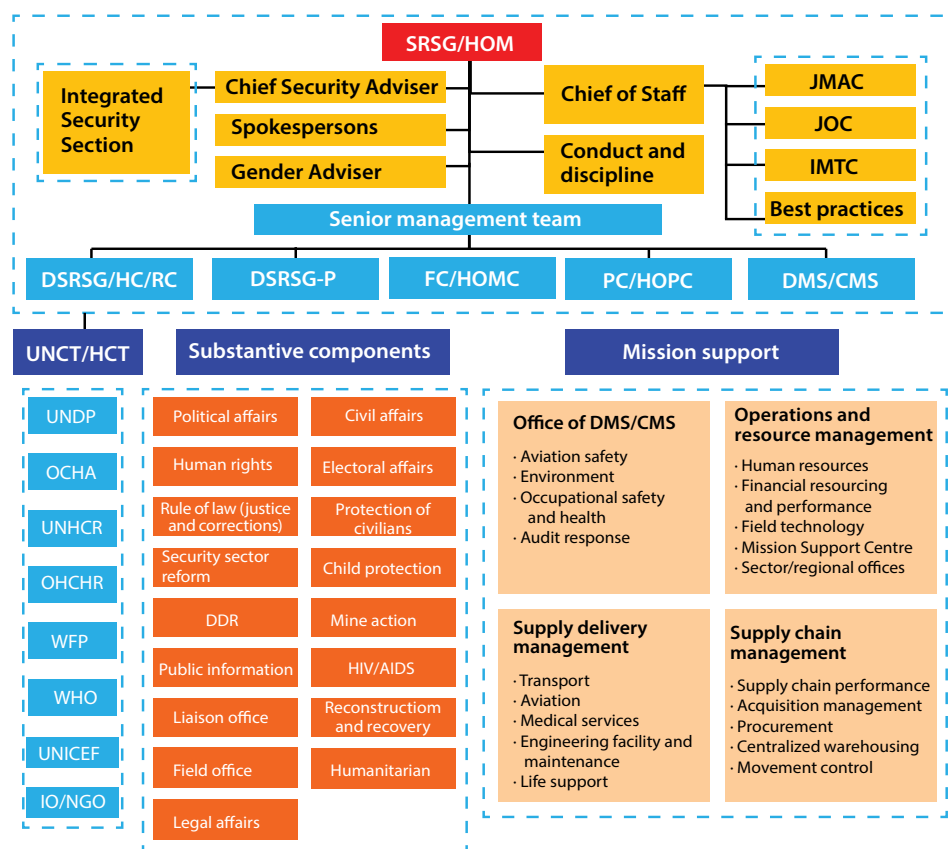 SRSG/HOM
Integrated
Security
Section
Chief Security Adviser
Spokespersons
Gender Adviser
Chief of Staff
Conduct and
discipline
JMAC
JOC
IMTC
Best practices
Senior management team
DSRSG/HC/RC
DSRSG-P
FC/HOMC
PC/HOPC
DMS/CMS
UNCT/HCT
Substantive components
Mission support
UNDP
OCHA
UNHCR
OHCHR
WFP
WHO
UNICEF
IO/NGO
Political affairs
Human rights
Rule of law (justice
and corrections)
Security sector
reform
DDR
Public information
Liaison office
Field office
Legal affairs
Civil affairs
Electoral affairs
Protection of
civilians
Child protection
Mine action
HIV/AIDS
Reconstructiom
and recovery
Humanitarian
Office of DMS/CMS
· Aviation safety
· Environment
· Occupational safety
and health
· Audit response
Operations and
resource management
· Human resources
· Financial resourcing
and performance
· Field technology
· Mission Support Centre
· Sector/regional offices
Supply delivery
management
· Transport
· Aviation
· Medical services
· Engineering facility and
maintenance
· Life support
Supply chain
management
· Supply chain performance
· Acquisition management
· Procurement
· Centralized warehousing
· Movement control